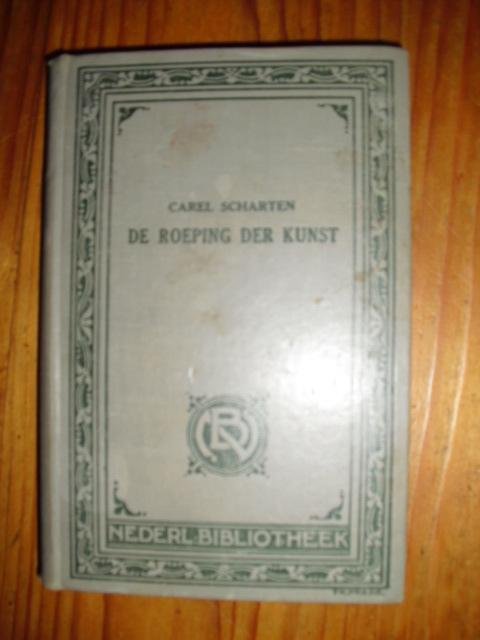 CAREL SCHARTEN
DE ROEPING DER KUNST
NEDERL. BIBLIOTHEEK